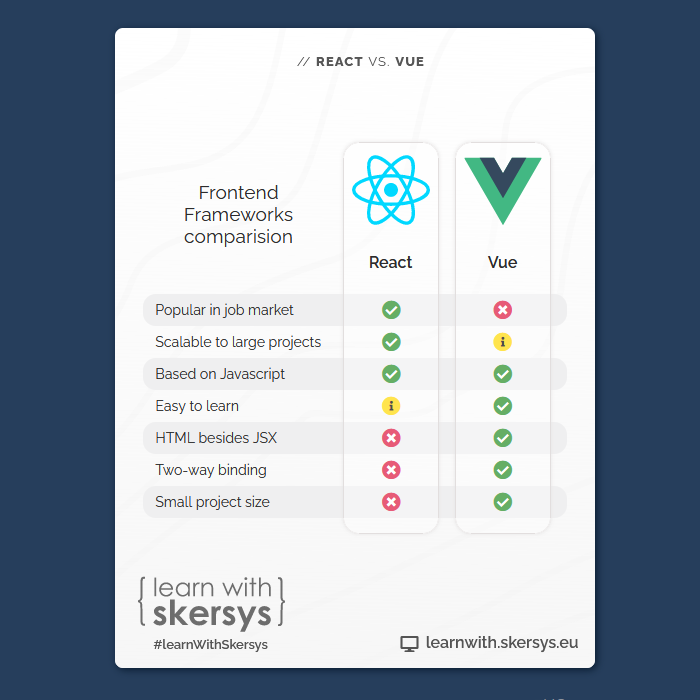 // REACT VS. VUE
Frontend
Frameworks
comparision
React
Vue
Popular in job market
Scalable to large projects
Based on Javascript
Easy to learn
HTML besides JSX
Two-way binding
Small project size
{ learn with
skersys }
#learnWithSkersys
learnwith.skersys.eu